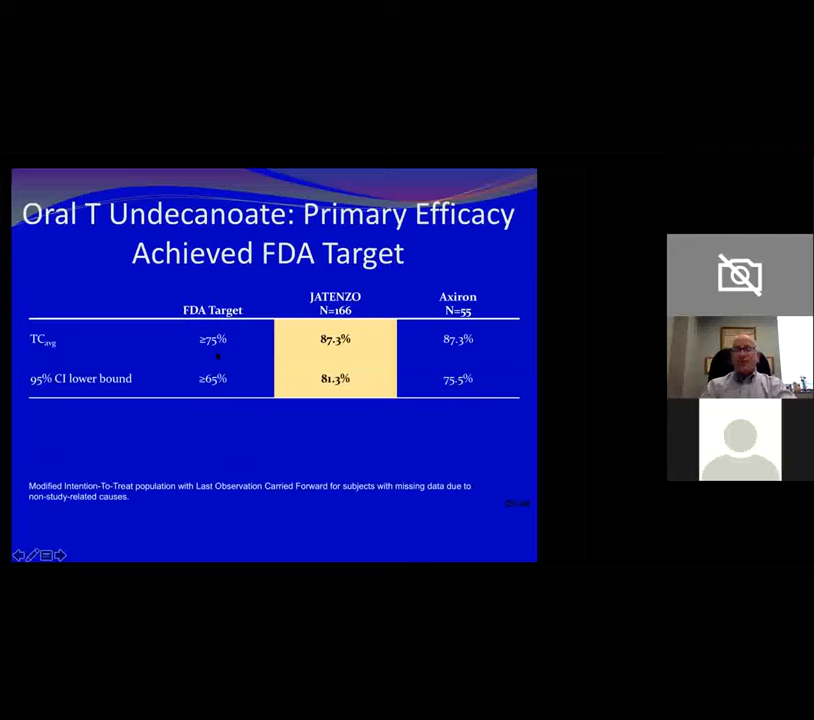 Oral T Undecanoate: Primary Efficacy
Achieved FDA Target
FDA Target
JATENZO
N=166
Axiron
N=55
TCavg
≥75%
87.3%
87.3%
95% CI lower bound
≥65%
81.3%
75.5%
Modified Intention-To-Treat population with Last Observation Carried Forward for subjects with missing data due to
non-study-related causes.